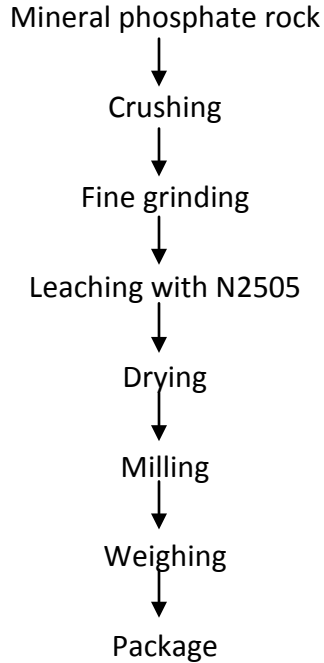 Mineral phosphate rock
Crushing
Fine grinding
Leaching with N2505
Drying
Milling
Weighing
Package